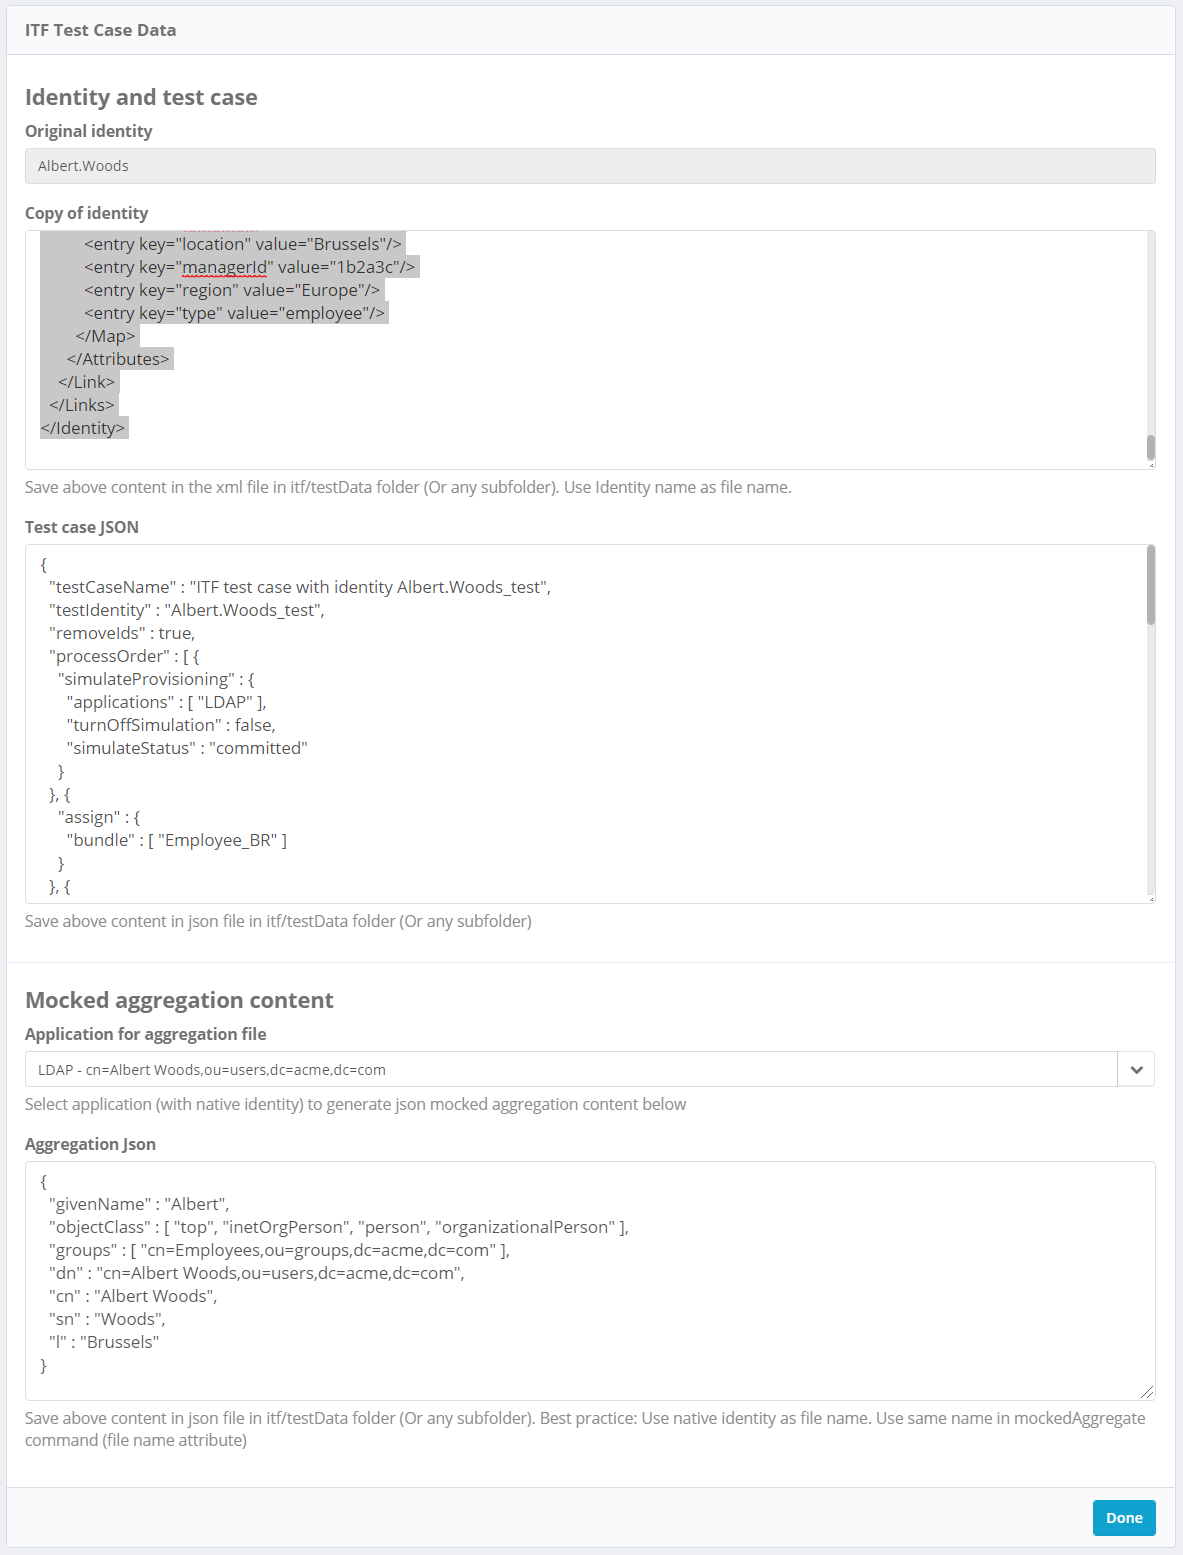 ITF Test Case Data
Identity and test case
Original identity
Albert.Woods
Copy of identity
<entry key="location" value="Brussels"/>
<entry key="managerId" value="1b2a3c"/>
<entry key="region" value="Europe"/>
<entry key="type" value="employee"/>
</Map>
</Attributes>
</Link>
</Links>
</Identity>
Save above content in the xml file in itf/testData folder (Or any subfolder). Use Identity name as file name.
Test case JSON
{
"testCaseName" : "ITF test case with identity Albert.Woods_test",
"testIdentity" : "Albert.Woods_test",
"removeIds" : true,
"processOrder" : [ {
"simulateProvisioning" : {
"applications" : [ "LDAP" ],
"turnOffSimulation" : false,
"simulateStatus" : "committed"
}
}, {
"assign" : {
"bundle" : [ "Employee_BR" ]
}
}, {
Save above content in json file in itf/testData folder (Or any subfolder)
Mocked aggregation content
Application for aggregation file
LDAP - cn=Albert Woods,ou=users,dc=acme,dc=com
Select application (with native identity) to generate json mocked aggregation content below
Aggregation Json
{
"givenName" : "Albert",
"objectClass" : [ "top", "inetOrgPerson", "person", "organizationalPerson" ],
"groups" : [ "cn=Employees,ou=groups,dc=acme,dc=com" ],
"dn" : "cn=Albert Woods,ou=users,dc=acme,dc=com",
"cn" : "Albert Woods",
"sn" : "Woods",
"l" : "Brussels"
}
Save above content in json file in itf/testData folder (Or any subfolder). Best practice: Use native identity as file name. Use same name in mockedAggregate
command (file name attribute)
Done